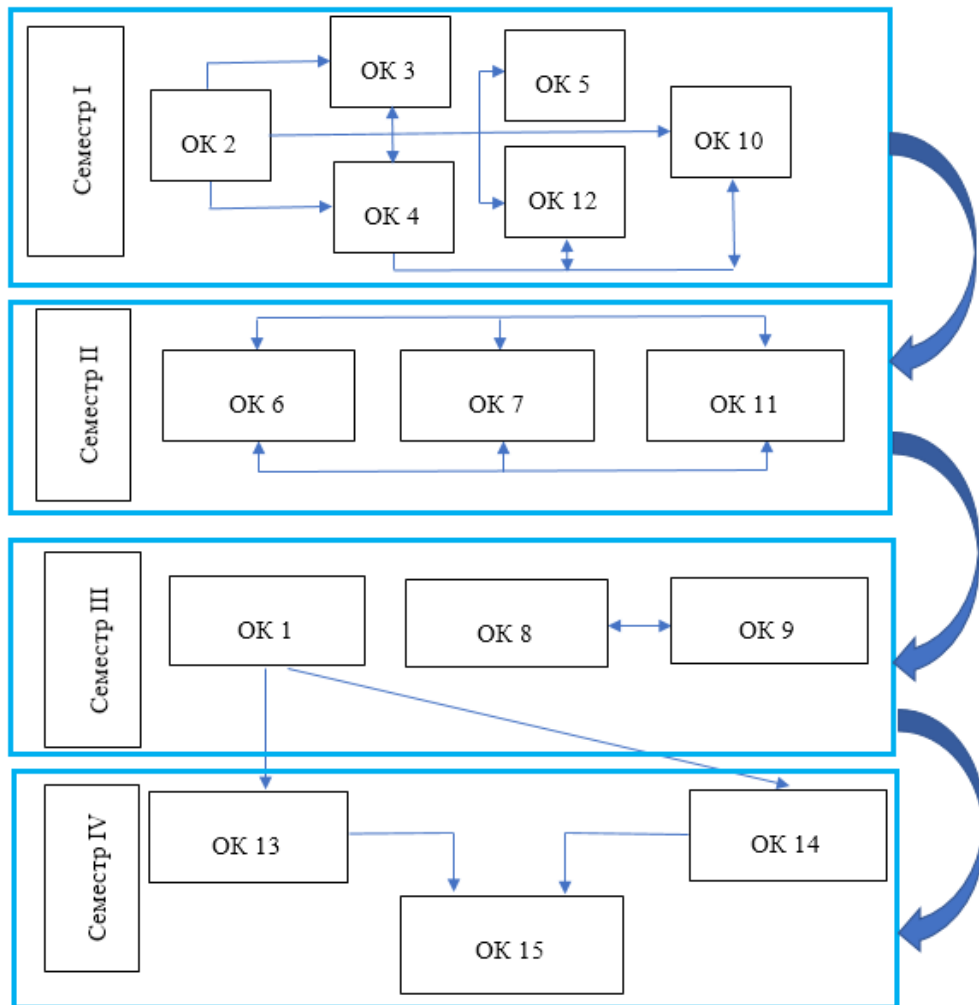 Семестр I
ОК 3
ОК 5
ОК 2
ОК 10
ОК 4
ОК 12
Семестр II
ОК 6
ОК 7
ОК 11
Семестр III
ОК 1
ОК 8
ОК 9
Семестр IV
ОК 13
ОК 14
ОК 15